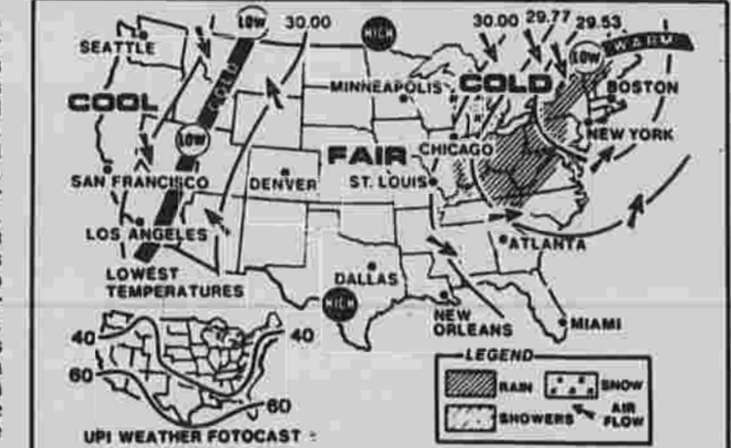 LOW
30.00
HIGH
30.00
29.77
29.53
SEATTLE
LOW
WARM
COLD
MINNEAPOLIS
COLD
BOSTON
COOL
LOW
NEW YORK
CHICAGO
FAIR
SAN FRANCISCO
DENVER
ST. LOUIS
LOS ANGELES
ATLANTA
LOWEST
TEMPERATURES
DALLAS
HIGH
NEW
ORLEANS
MIAMI
40
40
60
60
LEGEND
RAIN
SNOW
SHOWERS
AIR
FLOW
UPI WEATHER FOTOCAST